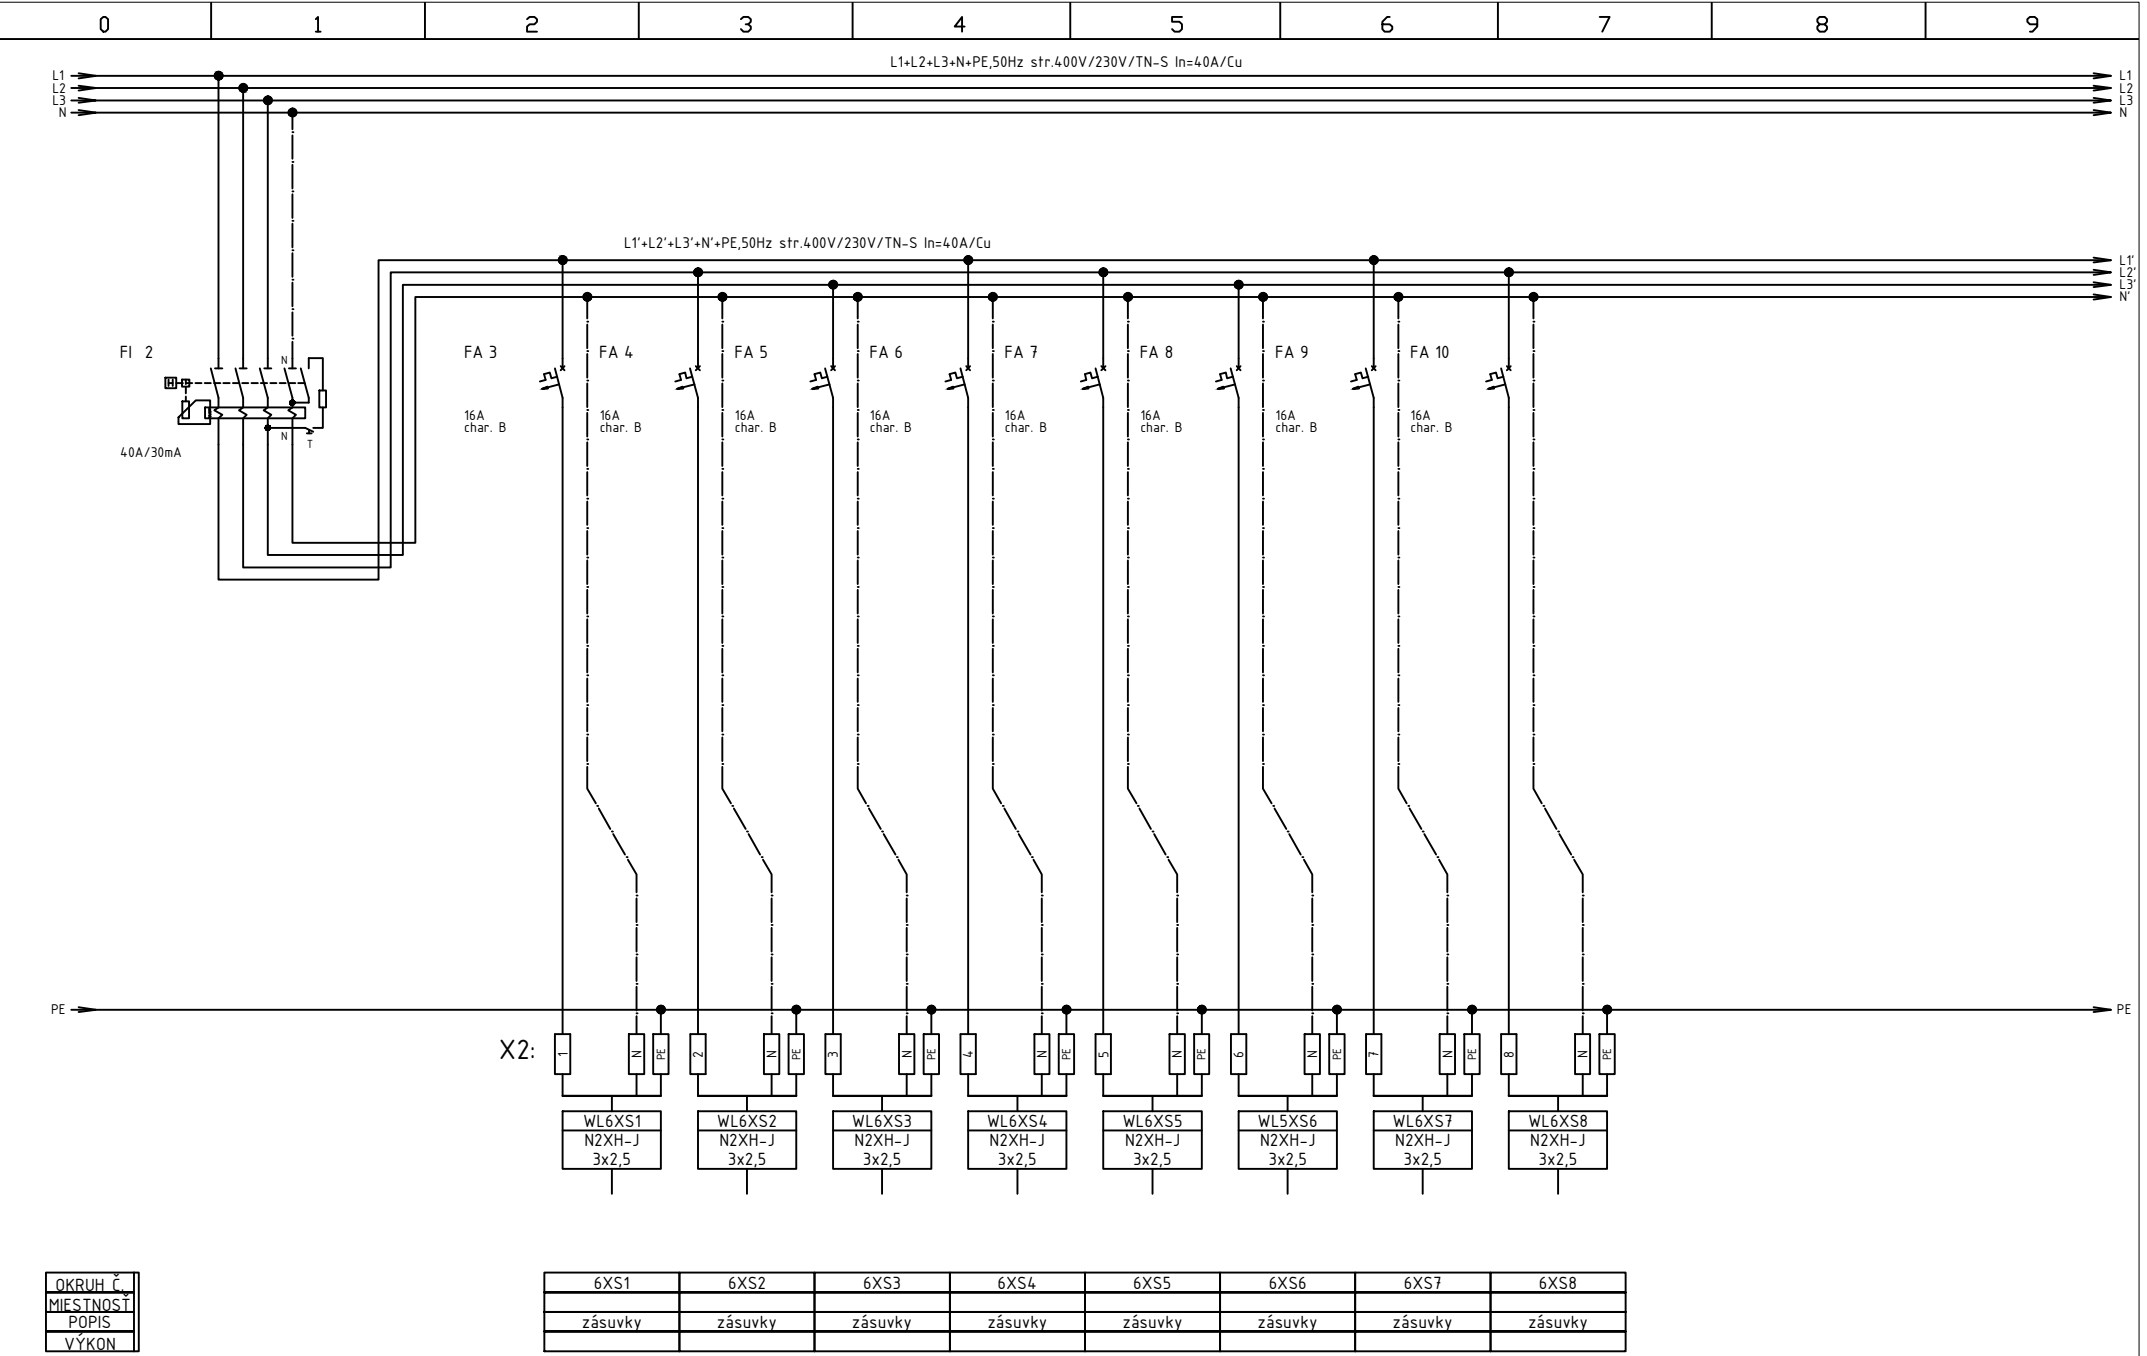 0 1 2 3 4 5 6 7 8 9
L1+L2+L3+N+PE,50Hz str.400V/230V/TN-S In=40A/Cu
L1 L1
L2 L2
L3 L3
N N
L1'+L2'+L3'+N'+PE,50Hz str.400V/230V/TN-S In=40A/Cu
L1'
L2'
L3'
N'
FI 2 FA 3 FA 4 FA 5 FA 6 FA 7 FA 8 FA 9 FA 10
N
H
16A 16A 16A 16A 16A 16A 16A 16A
char. B char. B char. B char. B char. B char. B char. B char. B
N
T
40A/30mA
PE PE
X2: 1 N PE 2 N PE 3 N PE 4 N PE 5 N PE 6 N PE 7 N PE 8 N PE
WL6XS1 WL6XS2 WL6XS3 WL6XS4 WL6XS5 WL5XS6 WL6XS7 WL6XS8
N2XH-J N2XH-J N2XH-J N2XH-J N2XH-J N2XH-J N2XH-J N2XH-J
3x2,5 3x2,5 3x2,5 3x2,5 3x2,5 3x2,5 3x2,5 3x2,5
OKRUH Č. 6XS1 6XS2 6XS3 6XS4 6XS5 6XS6 6XS7 6XS8
MIESTNOSŤ
POPIS zásuvky zásuvky zásuvky zásuvky zásuvky zásuvky zásuvky zásuvky
VÝKON